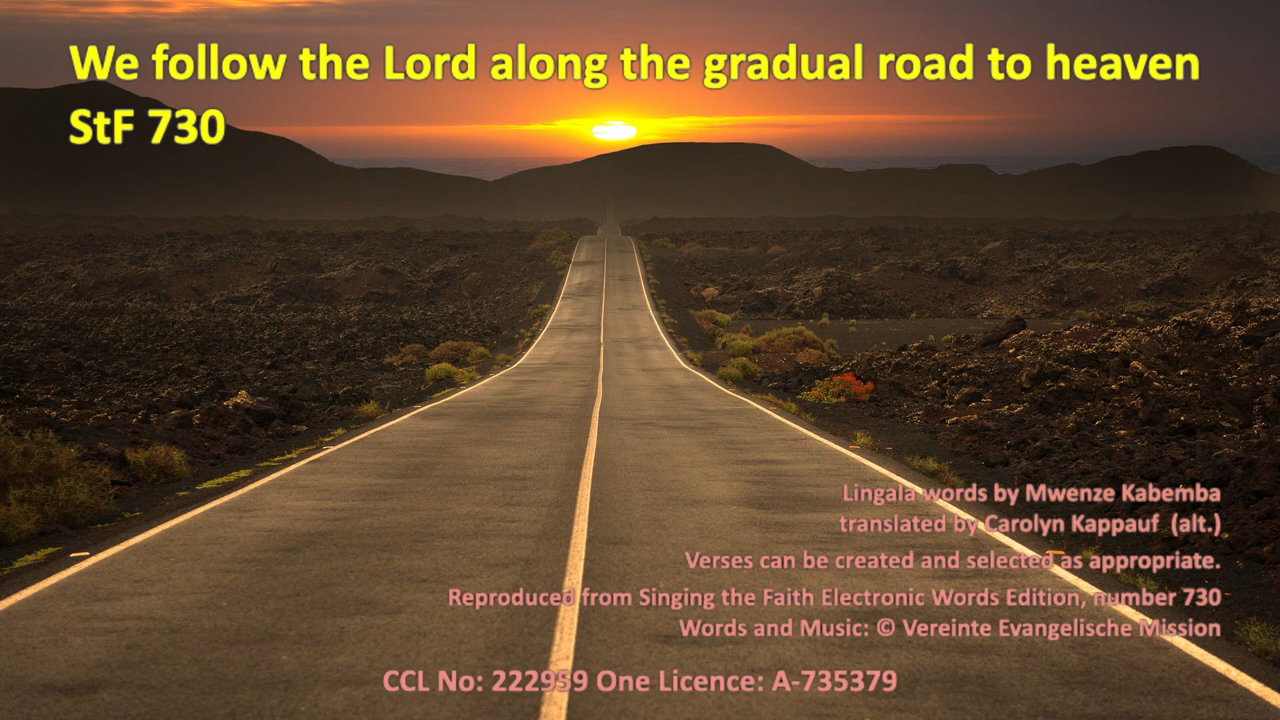 We follow the Lord along the gradual road to heaven
StF 730
Lingala words by Mwenze Kabemba
translated by Carolyn Kappauf (alt.)
Verses can be created and selected as appropriate.
Reproduced from Singing the Faith Electronic Words Edition, number 730
Words and Music: © Vereinte Evangelische Mission
CCL No: 222959 One Licence: A-735379